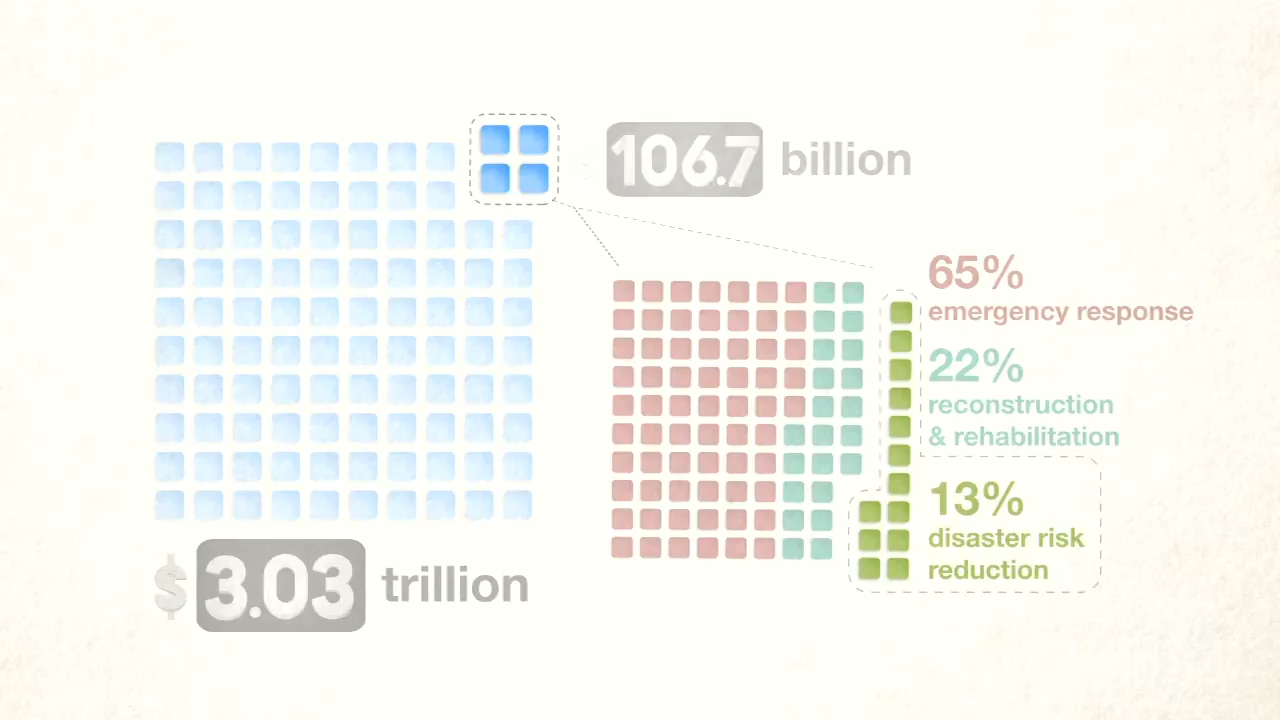 $ 106.7 billion
65%
emergency response
22%
reconstruction
& rehabilitation
13%
disaster risk
reduction
$ 3.03 trillion